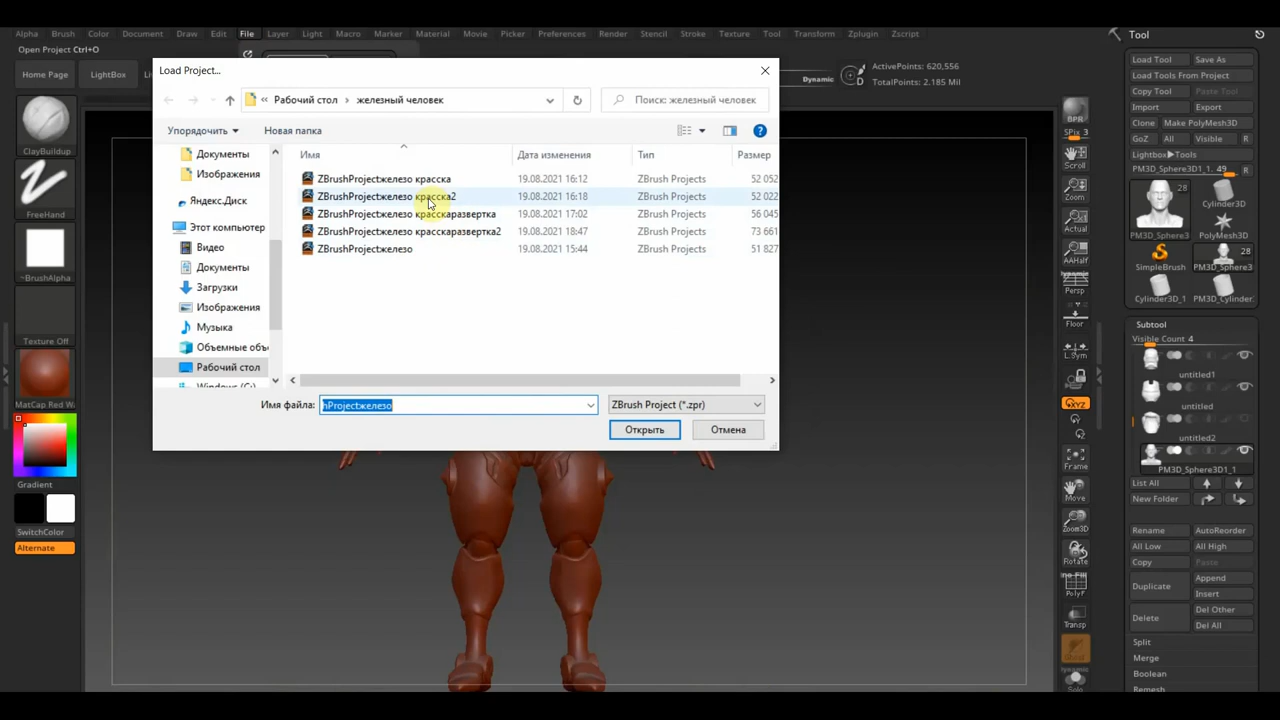 Alpha Brush Color Document Draw Edit File Layer Light Macro Marker Material Movie Picker Preferences Render Stencil Stroke Texture Tool Transform Zplugin Zscript
Open Project Ctrl+O
Home Page
LightBox
ClayBuildup
FreeHand
~BrushAlpha
Texture Off
MatCap Red Wa
Gradient
SwitchColor
Alternate
Load Project...
Рабочий стол › железный человек
Поиск: железный человек
Упорядочить
Новая папка
Документы
Изображения
Яндекс.Диск
Этот компьютер
Видео
Документы
Загрузки
Изображения
Музыка
Объемные объ
Рабочий стол
Windows (C:)
Имя Дата изменения Тип Размер
ZBrushProjectжелезо красска 19.08.2021 16:12 ZBrush Projects 52 052
ZBrushProjectжелезо красска2 19.08.2021 16:18 ZBrush Projects 52 022
ZBrushProjectжелезо красскаразвертка 19.08.2021 17:02 ZBrush Projects 56 045
ZBrushProjectжелезо красскаразвертка2 19.08.2021 18:47 ZBrush Projects 73 661
ZBrushProjectжелезо 19.08.2021 15:44 ZBrush Projects 51 827
Имя файла: hProjectжелезо
ZBrush Project (*.zpr)
Открыть
Отмена
Dynamic
ActivePoints: 620,556
TotalPoints: 2.185 Mil
BPR
SPix 3
Scroll
Zoom
Actual
AAHalf
Dynamic
Persp
Floor
L.Sym
XYZ
Frame
Move
Zoom3D
Rotate
Line Fill
PolyF
Transp
Ghost
Dynamic
Solo
Tool
Load Tool Save As
Load Tools From Project
Copy Tool Paste Tool
Import Export
Clone Make PolyMesh3D
GoZ All Visible R
Lightbox▶Tools
PM3D_Sphere3D1_1. 49 R
28
Cylinder3D
PM3D_Sphere3 PolyMesh3D
28
SimpleBrush PM3D_Sphere3
Cylinder3D_1 PM3D_Cylinder
Subtool
Visible Count 4
untitled1
untitled
untitled2
PM3D_Sphere3D1_1
List All
New Folder
Rename AutoReorder
All Low All High
Copy Paste
Duplicate
Append
Insert
Delete
Del Other
Del All
Split
Merge
Boolean
Remesh